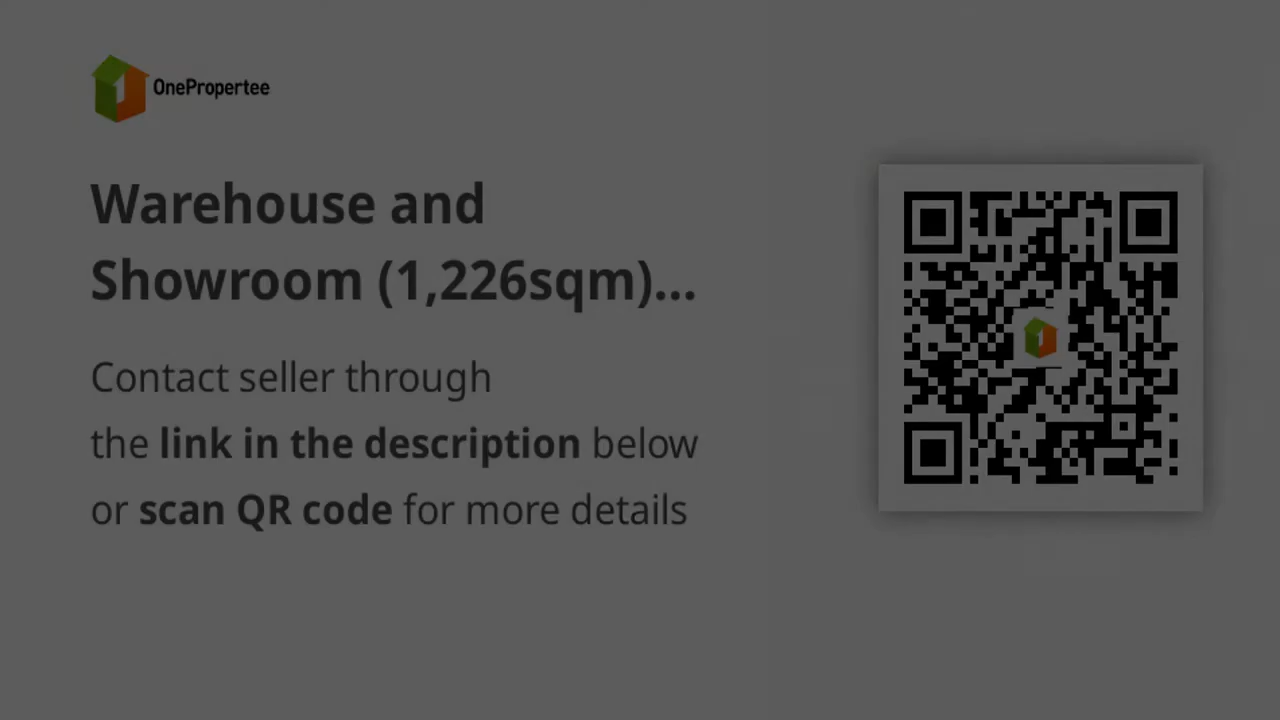 OnePropertee
Warehouse and
Showroom (1,226sqm)...
Contact seller through
the link in the description below
or scan QR code for more details